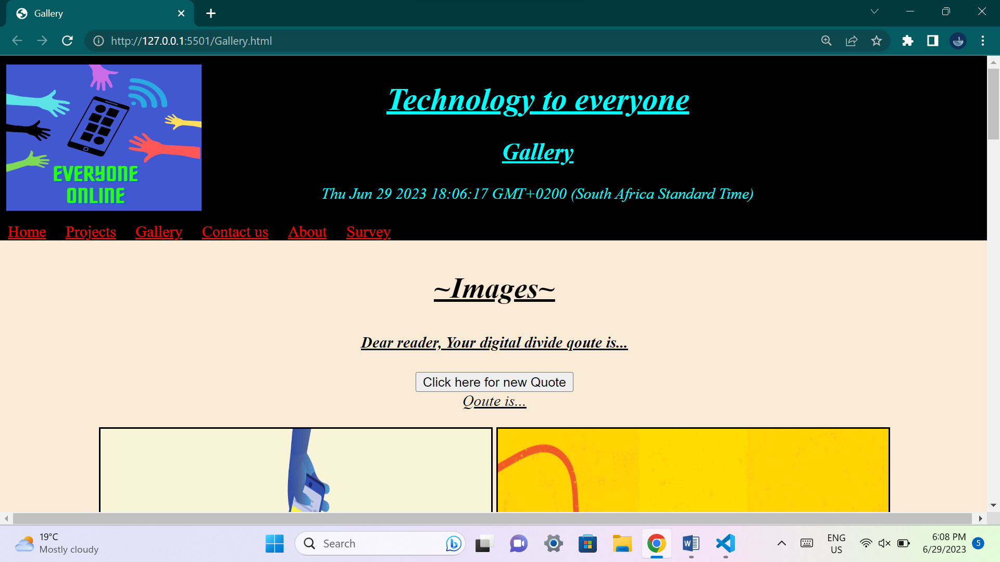 Gallery
http://127.0.0.1:5501/Gallery.html
EVERYONE
ONLINE
Technology to everyone
Gallery
Thu Jun 29 2023 18:06:17 GMT+0200 (South Africa Standard Time)
Home Projects Gallery Contact us About Survey
~Images~
Dear reader, Your digital divide qoute is...
Click here for new Quote
Qoute is...
19°C
Mostly cloudy
Search
ENG
US
6:08 PM
6/29/2023
5